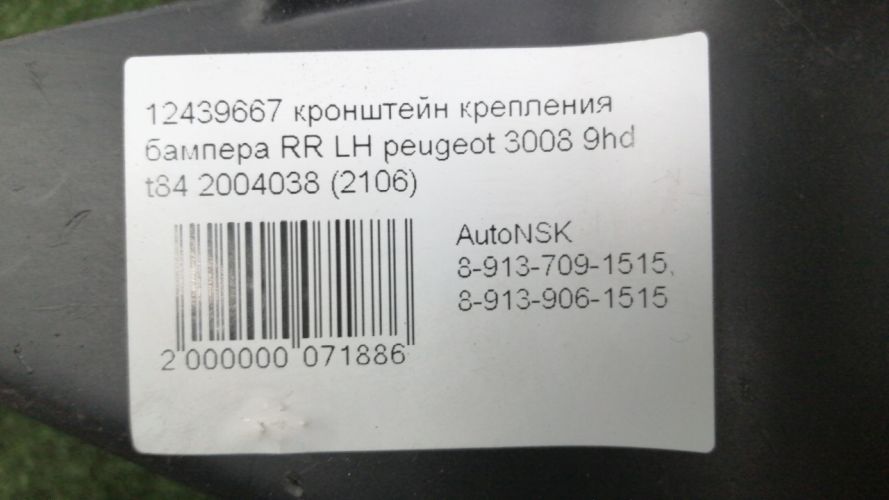 12439667 кронштейн крепления
бампера RR LH peugeot 3008 9hd
t84 2004038 (2106)
AutoNSK
8-913-709-1515,
8-913-906-1515
2 000000 071886